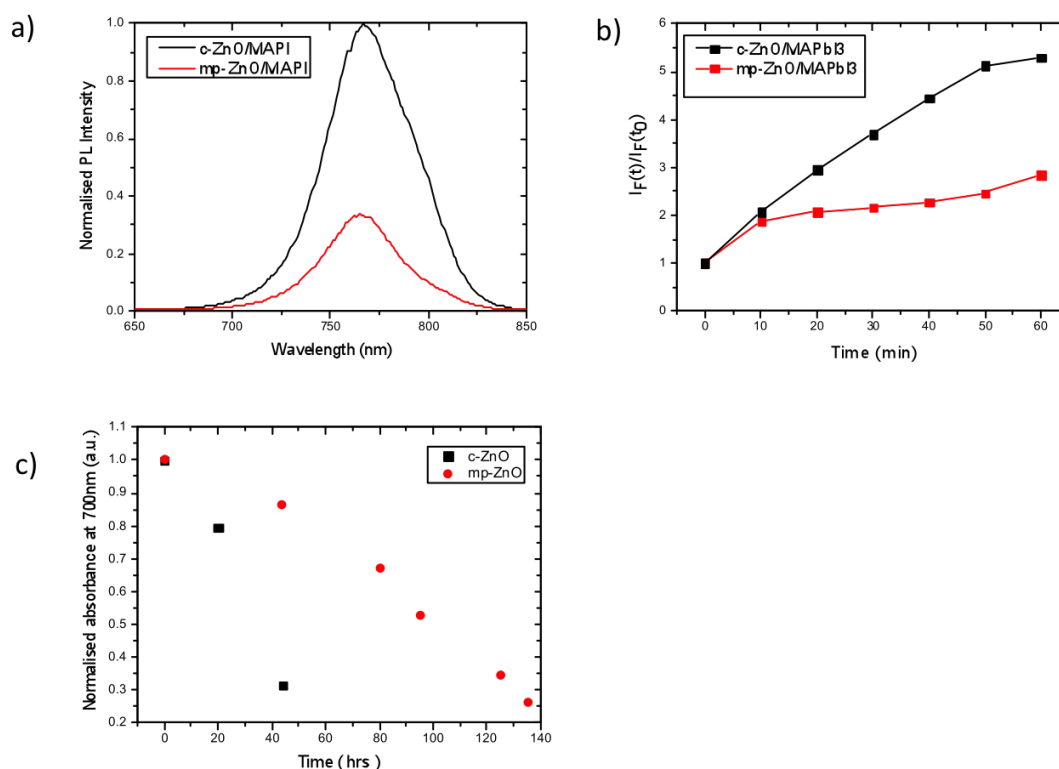 a)
c-ZnO/MAPI
mp-ZnO/MAPI
Normalised PL Intensity
1.0
0.8
0.6
0.4
0.2
0.0
650 700 750 800 850
Wavelength (nm)
b)
c-ZnO/MAPbI3
mp-ZnO/MAPbI3
I_F(t)/I_F(t_0)
6
5
4
3
2
1
0
0 10 20 30 40 50 60
Time (min)
c)
c-ZnO
mp-ZnO
Normalised absorbance at 700nm (a.u.)
1.1
1.0
0.9
0.8
0.7
0.6
0.5
0.4
0.3
0.2
0 20 40 60 80 100 120 140
Time (hrs)